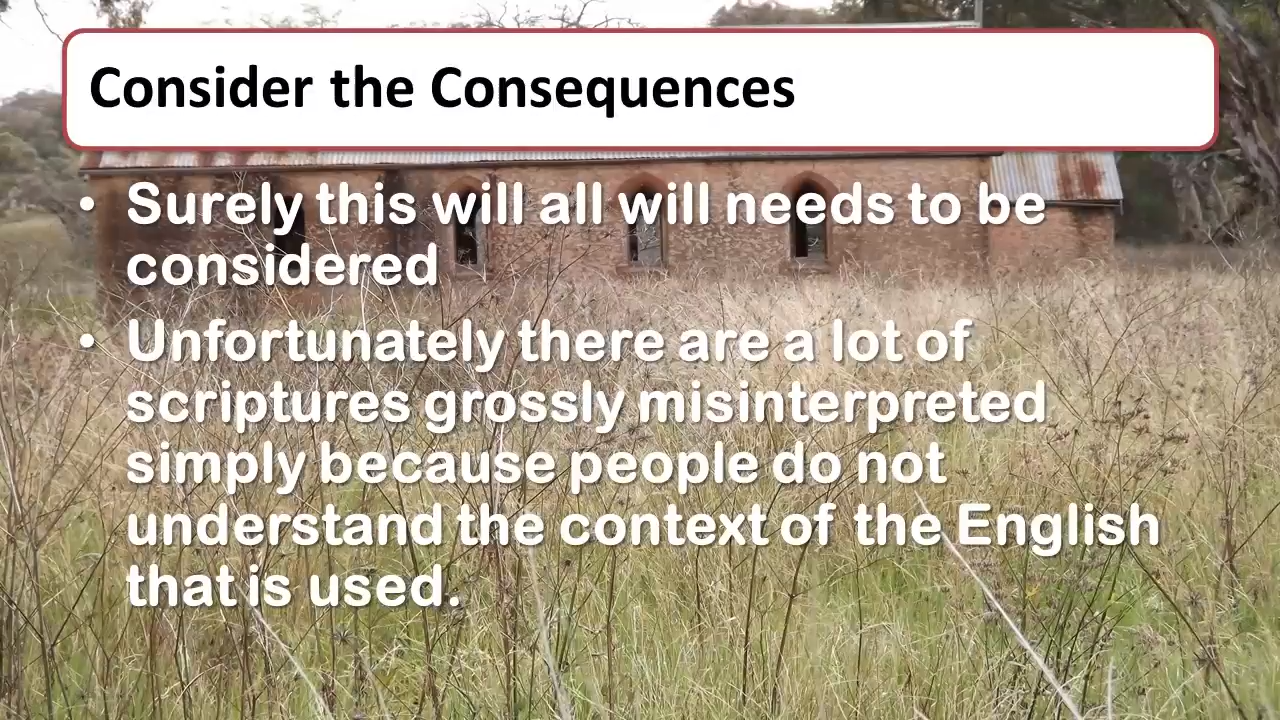 Consider the Consequences
• Surely this will all will needs to be
considered
• Unfortunately there are a lot of
scriptures grossly misinterpreted
simply because people do not
understand the context of the English
that is used.